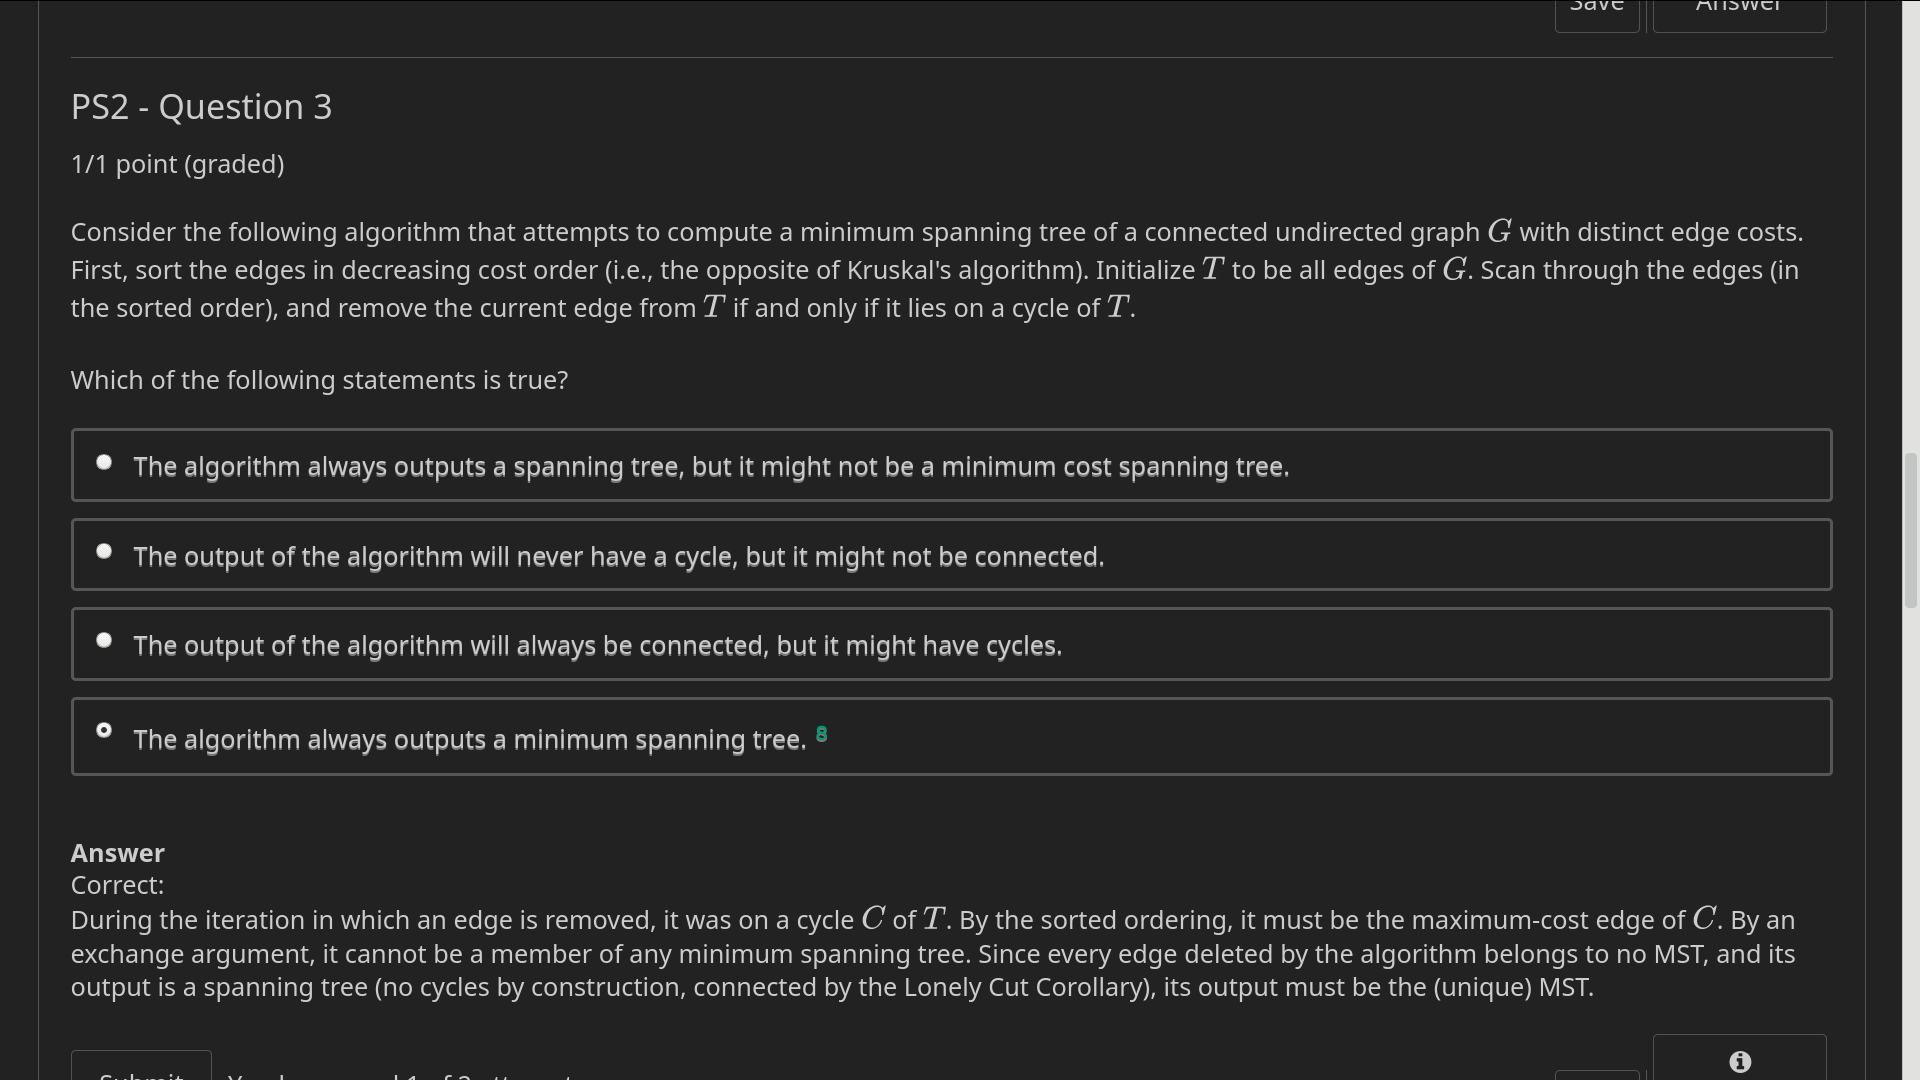 Save
Answer
PS2 - Question 3
1/1 point (graded)
Consider the following algorithm that attempts to compute a minimum spanning tree of a connected undirected graph G with distinct edge costs.
First, sort the edges in decreasing cost order (i.e., the opposite of Kruskal's algorithm). Initialize T to be all edges of G. Scan through the edges (in
the sorted order), and remove the current edge from T if and only if it lies on a cycle of T.
Which of the following statements is true?
The algorithm always outputs a spanning tree, but it might not be a minimum cost spanning tree.
The output of the algorithm will never have a cycle, but it might not be connected.
The output of the algorithm will always be connected, but it might have cycles.
The algorithm always outputs a minimum spanning tree.
Answer
Correct:
During the iteration in which an edge is removed, it was on a cycle C of T. By the sorted ordering, it must be the maximum-cost edge of C. By an
exchange argument, it cannot be a member of any minimum spanning tree. Since every edge deleted by the algorithm belongs to no MST, and its
output is a spanning tree (no cycles by construction, connected by the Lonely Cut Corollary), its output must be the (unique) MST.
Submit